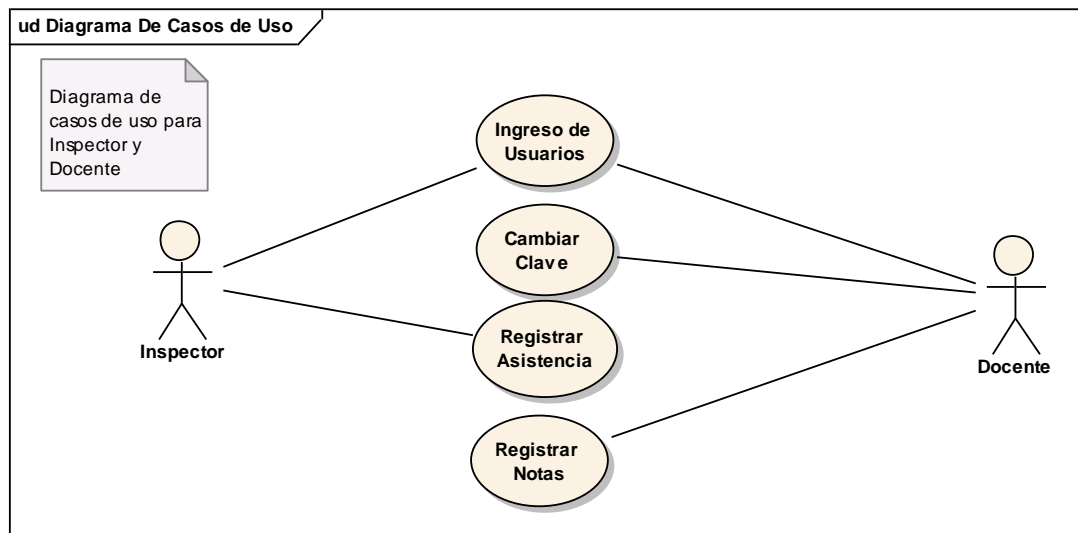 ud Diagrama De Casos de Uso
Diagrama de
casos de uso para
Inspector y
Docente
Ingreso de
Usuarios
Cambiar
Clave
Registrar
Asistencia
Registrar
Notas
Inspector
Docente